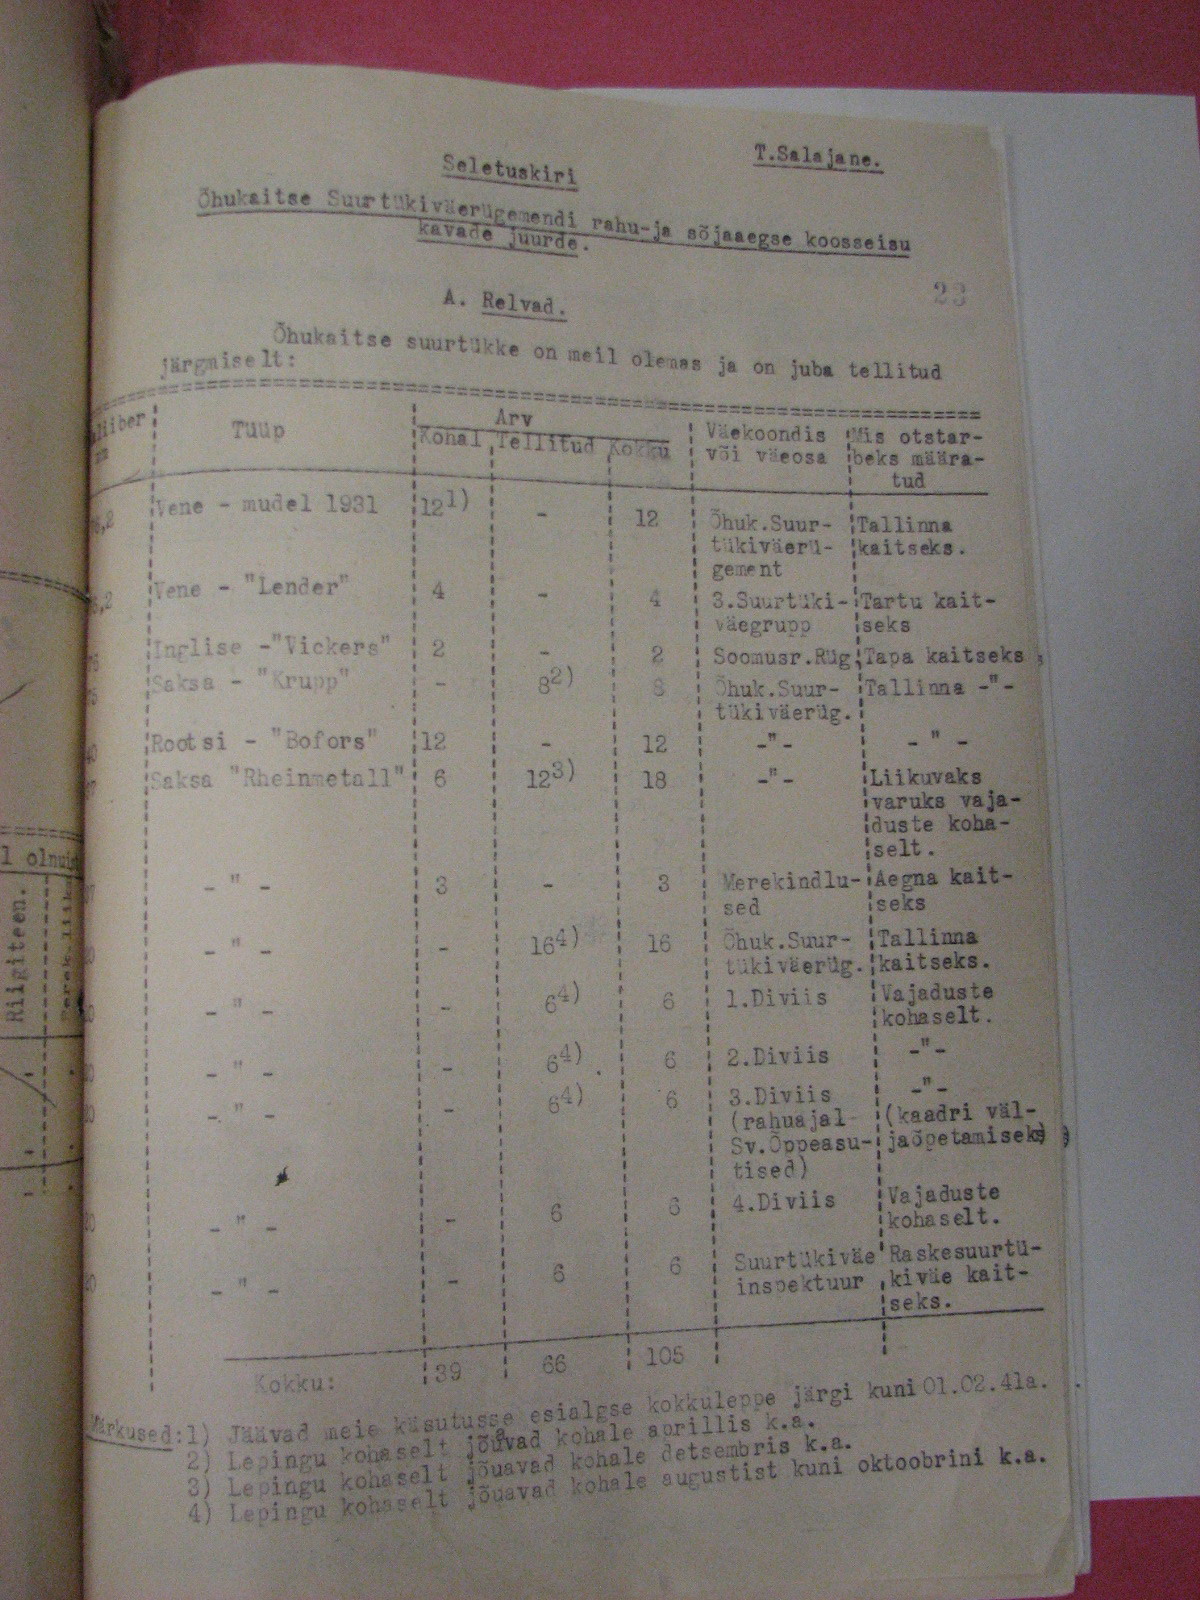 T.Salajane.
Seletuskiri
Õhukaitse Suurtükiväerügemendi rahu-ja sõjaaegse koosseisu
kavade juurde.
23
A. Relvad.
Õhukaitse suurtükke on meil olemas ja on juba tellitud
järgmiselt:
Tüüp Arv Väekoondis Mis otstar-
Kohal Tellitud Kokku või väeosa beks määra-
tud
Vene - mudel 1931 12 1) - 12 Õhuk.Suur- Tallinna
tükiväerü- kaitseks.
gement
Vene - "Lender" 4 - 4 3.Suurtüki- Tartu kait-
väegrupp seks
Inglise -"Vickers" 2 - 2 Soomusr.Rüg. Tapa kaitseks
Saksa - "Krupp" - 8 2) 8 Õhuk.Suur- Tallinna -"-
tükiväerüg.
Rootsi - "Bofors" 12 - 12 -"- - " -
Saksa "Rheinmetall" 6 12 3) 18 -"- Liikuvaks
varuks vaja-
duste koha-
selt.
- " - 3 - 3 Merekindlu- Aegna kait-
sed seks
- " - - 16 4) 16 Õhuk.Suur- Tallinna
tükiväerüg. kaitseks.
- " - - 6 4) 6 1.Diviis Vajaduste
kohaselt.
- " - - 6 4) 6 2.Diviis -"-
- " - - 6 4) 6 3.Diviis -"-
(rahuajal (kaadri väl-
Sv.Õppeasu- jaõpetamiseks)
tised)
- " - - 6 6 4.Diviis Vajaduste
kohaselt.
- " - - 6 6 Suurtükiväe Raskesuurtü-
inspektuur kiväe kait-
seks.
Kokku: 39 66 105
Märkused:1) Jäävad meie kasutusse esialgse kokkuleppe järgi kuni 01.02.41a.
2) Lepingu kohaselt jõuavad kohale aprillis k.a.
3) Lepingu kohaselt jõuavad kohale detsembris k.a.
4) Lepingu kohaselt jõuavad kohale augustist kuni oktoobrini k.a.
l olnuist
Riigiteen.